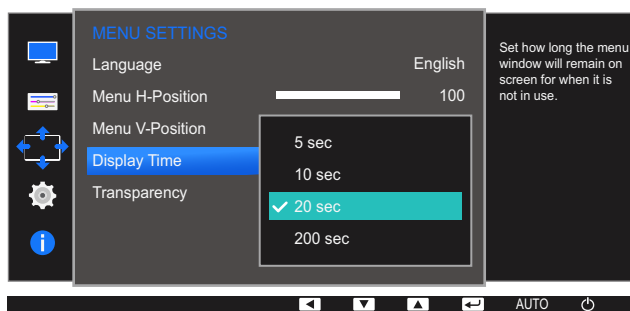 MENU SETTINGS
Language English
Menu H-Position 100
Menu V-Position
Display Time
Transparency
5 sec
10 sec
20 sec
200 sec
Set how long the menu
window will remain on
screen for when it is
not in use.
AUTO